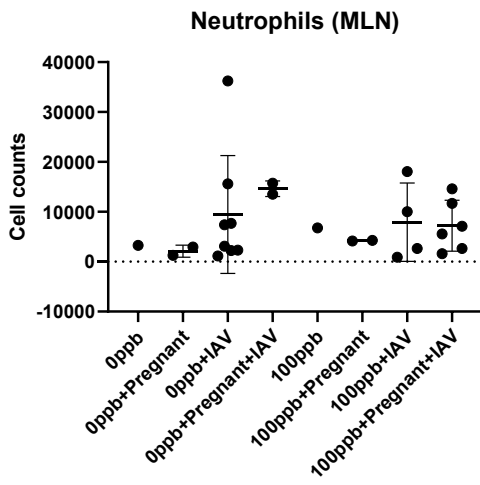 Neutrophils (MLN)
Cell counts
40000
30000
20000
10000
0
-10000
0ppb
0ppb+Pregnant
0ppb+IAV
0ppb+Pregnant+IAV
100ppb
100ppb+Pregnant
100ppb+IAV
100ppb+Pregnant+IAV